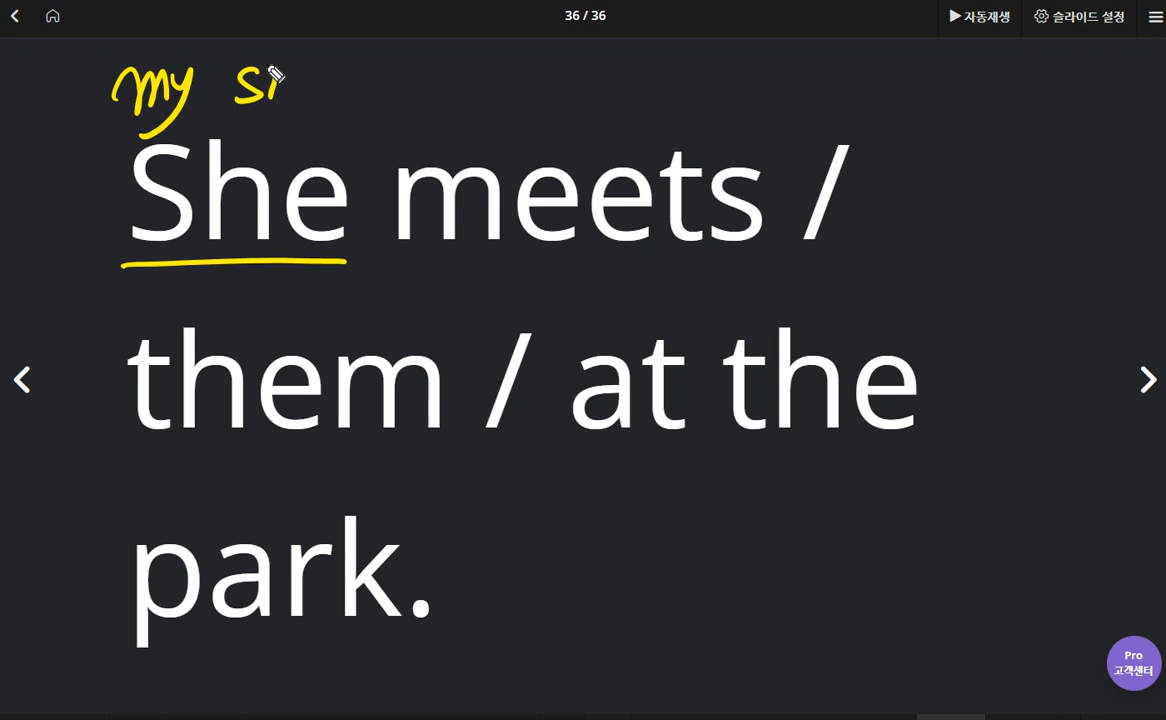 36 / 36
자동재생
슬라이드 설정
my si
She meets /
them / at the
park.
Pro
고객센터